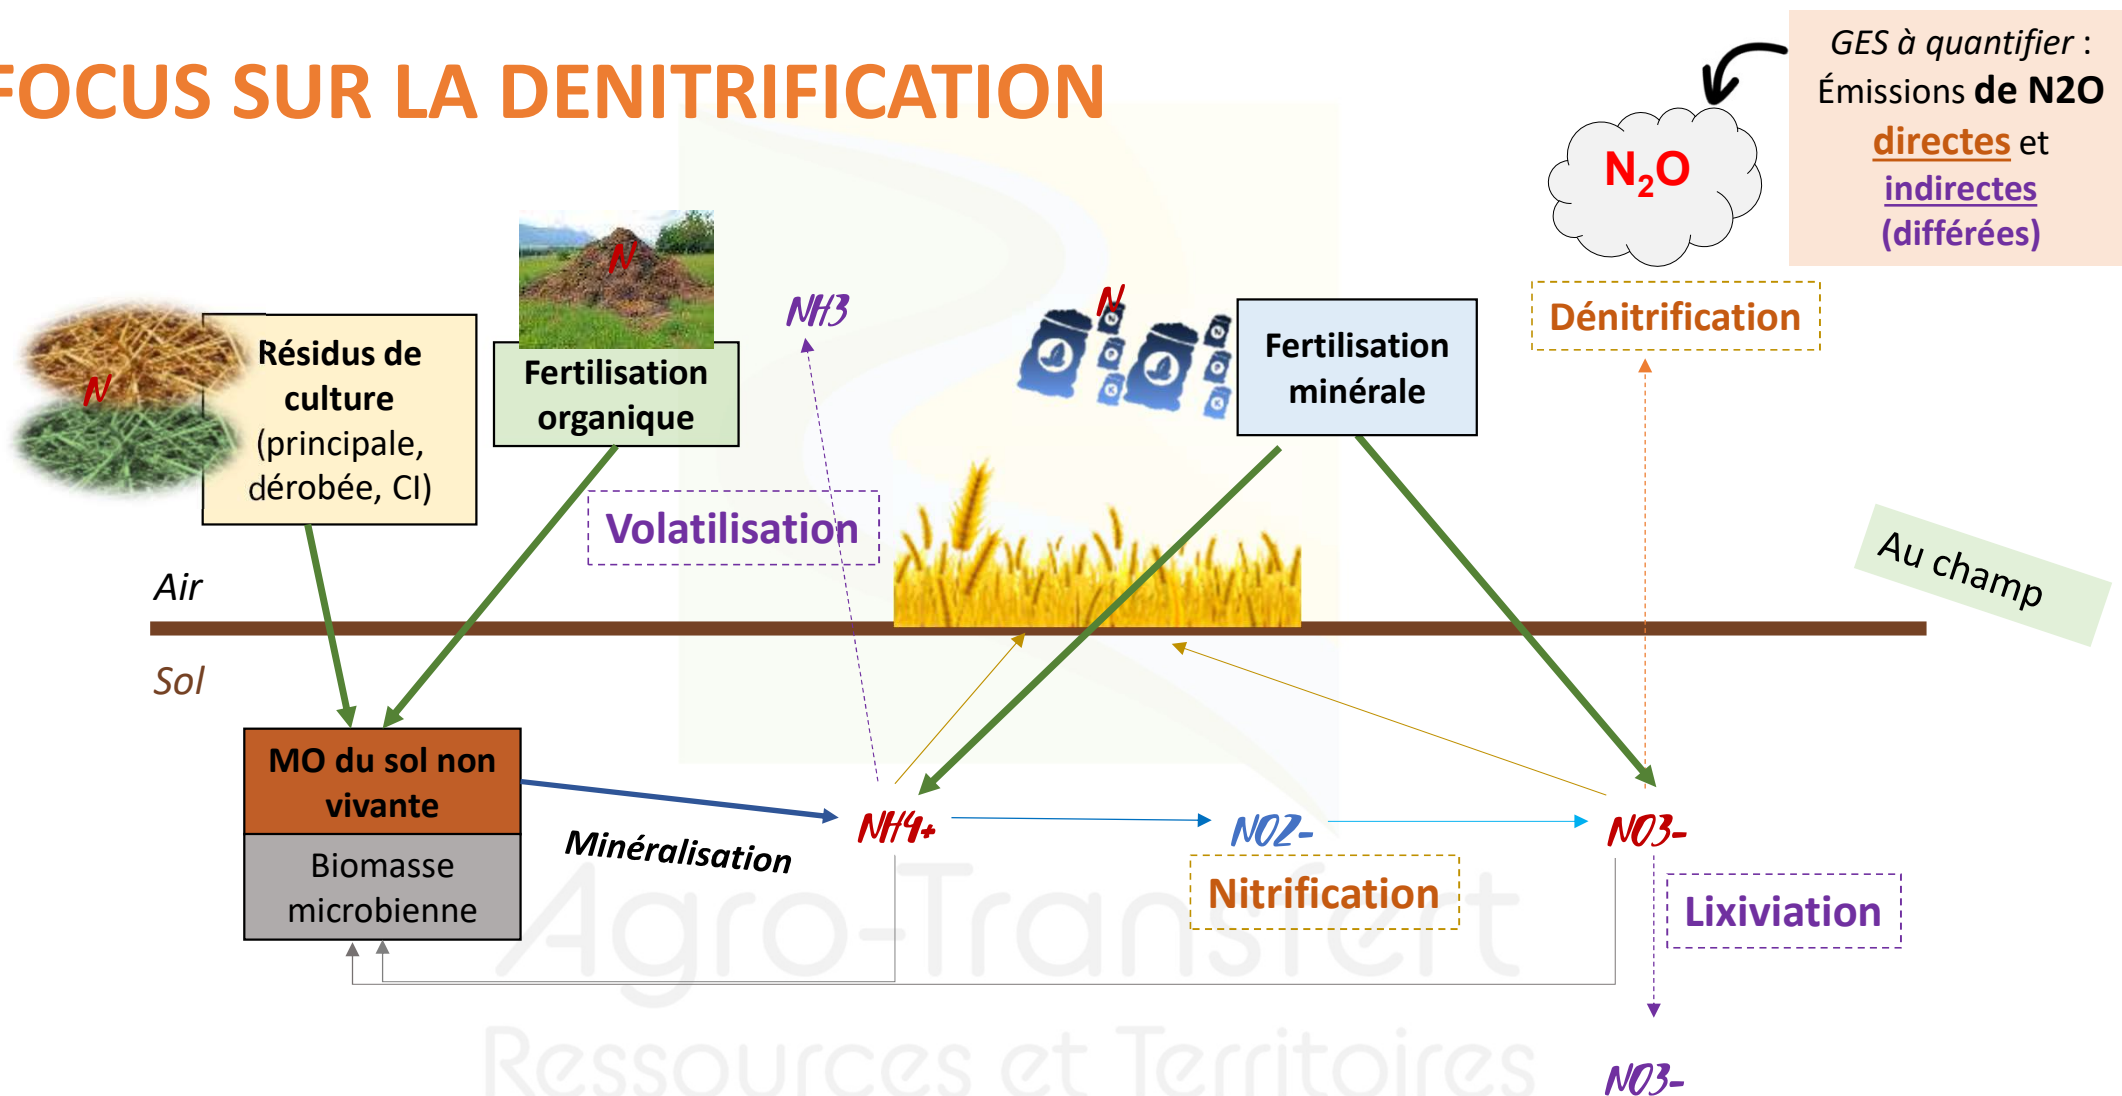 FOCUS SUR LA DENITRIFICATION
GES à quantifier :
Émissions de N2O
directes et
indirectes
(différées)
N₂O
Dénitrification
N
NH3
N
Fertilisation
minérale
Résidus de
culture
(principale,
dérobée, CI)
N
Fertilisation
organique
Volatilisation
Au champ
Air
Sol
MO du sol non
vivante
Biomasse
microbienne
Minéralisation
NH4+
NO2-
NO3-
Nitrification
Lixiviation
NO3-
Agro-Transfert
Ressources et Territoires